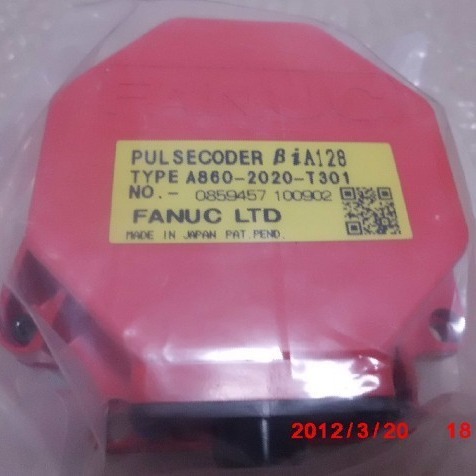 FANUC
PULSECODER βiA128
TYPE A860-2020-T301
NO.- 0859457 100902
FANUC LTD
MADE IN JAPAN PAT.PEND.
2012/3/20 18